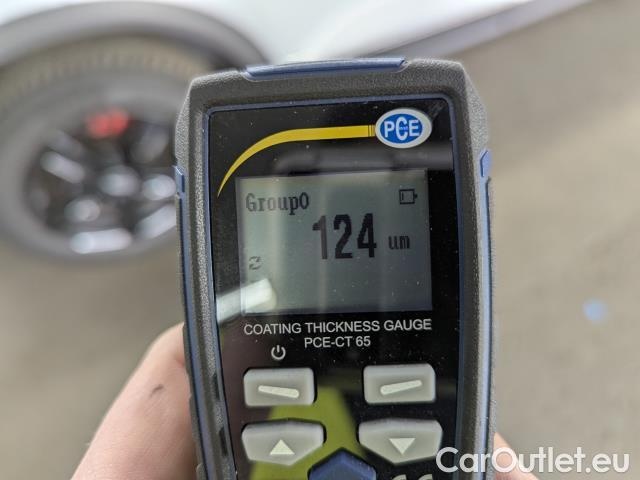 PCE
Group0
124 um
COATING THICKNESS GAUGE
PCE-CT 65
CarOutlet.eu